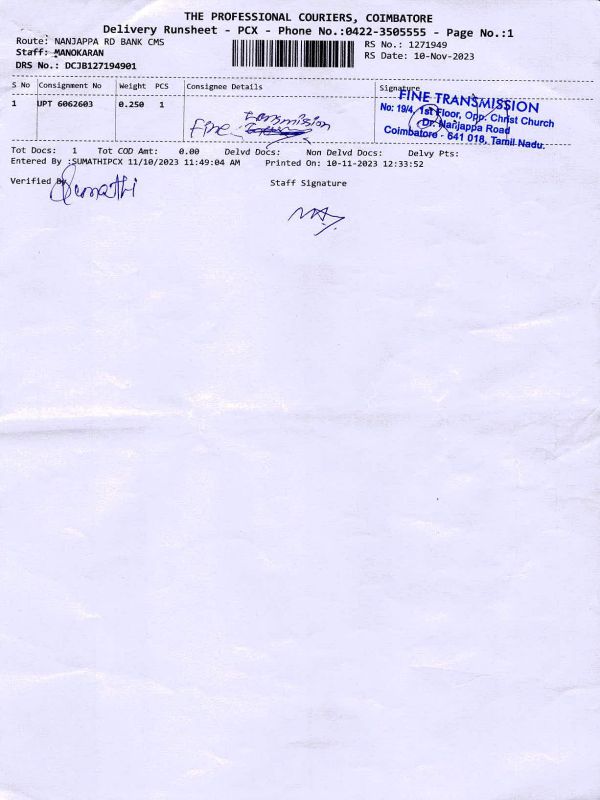 THE PROFESSIONAL COURIERS, COIMBATORE
Delivery Runsheet - PCX - Phone No.:0422-3505555 - Page No.:1
Route: NANJAPPA RD BANK CMS
RS No.: 1271949
Staff: MANOKARAN
RS Date: 10-Nov-2023
DRS No.: DCJB127194901
S No Consignment No Weight PCS Consignee Details Signature
1 UPT 6062603 0.250 1
Fine transmission
FINE TRANSMISSION
No: 19/4, 1st Floor, Opp. Christ Church
Dr. Nanjappa Road
Coimbatore - 641 018, Tamil Nadu.
Tot Docs: 1 Tot COD Amt: 0.00 Delvd Docs: Non Delvd Docs: Delvy Pts:
Entered By :SUMATHIPCX 11/10/2023 11:49:04 AM Printed On: 10-11-2023 12:33:52
Verified By Sumathi
Staff Signature